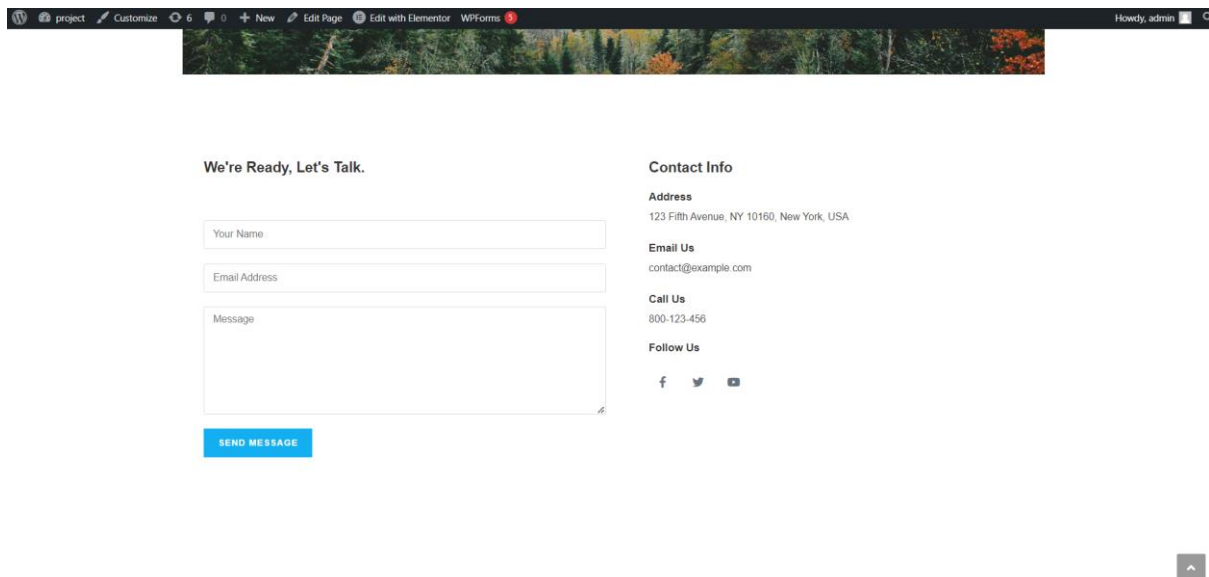 project Customize 6 0 + New Edit Page Edit with Elementor WPForms 5 Howdy, admin
We're Ready, Let's Talk.
Your Name
Email Address
Message
SEND MESSAGE
Contact Info
Address
123 Fifth Avenue, NY 10160, New York, USA
Email Us
contact@example.com
Call Us
800-123-456
Follow Us